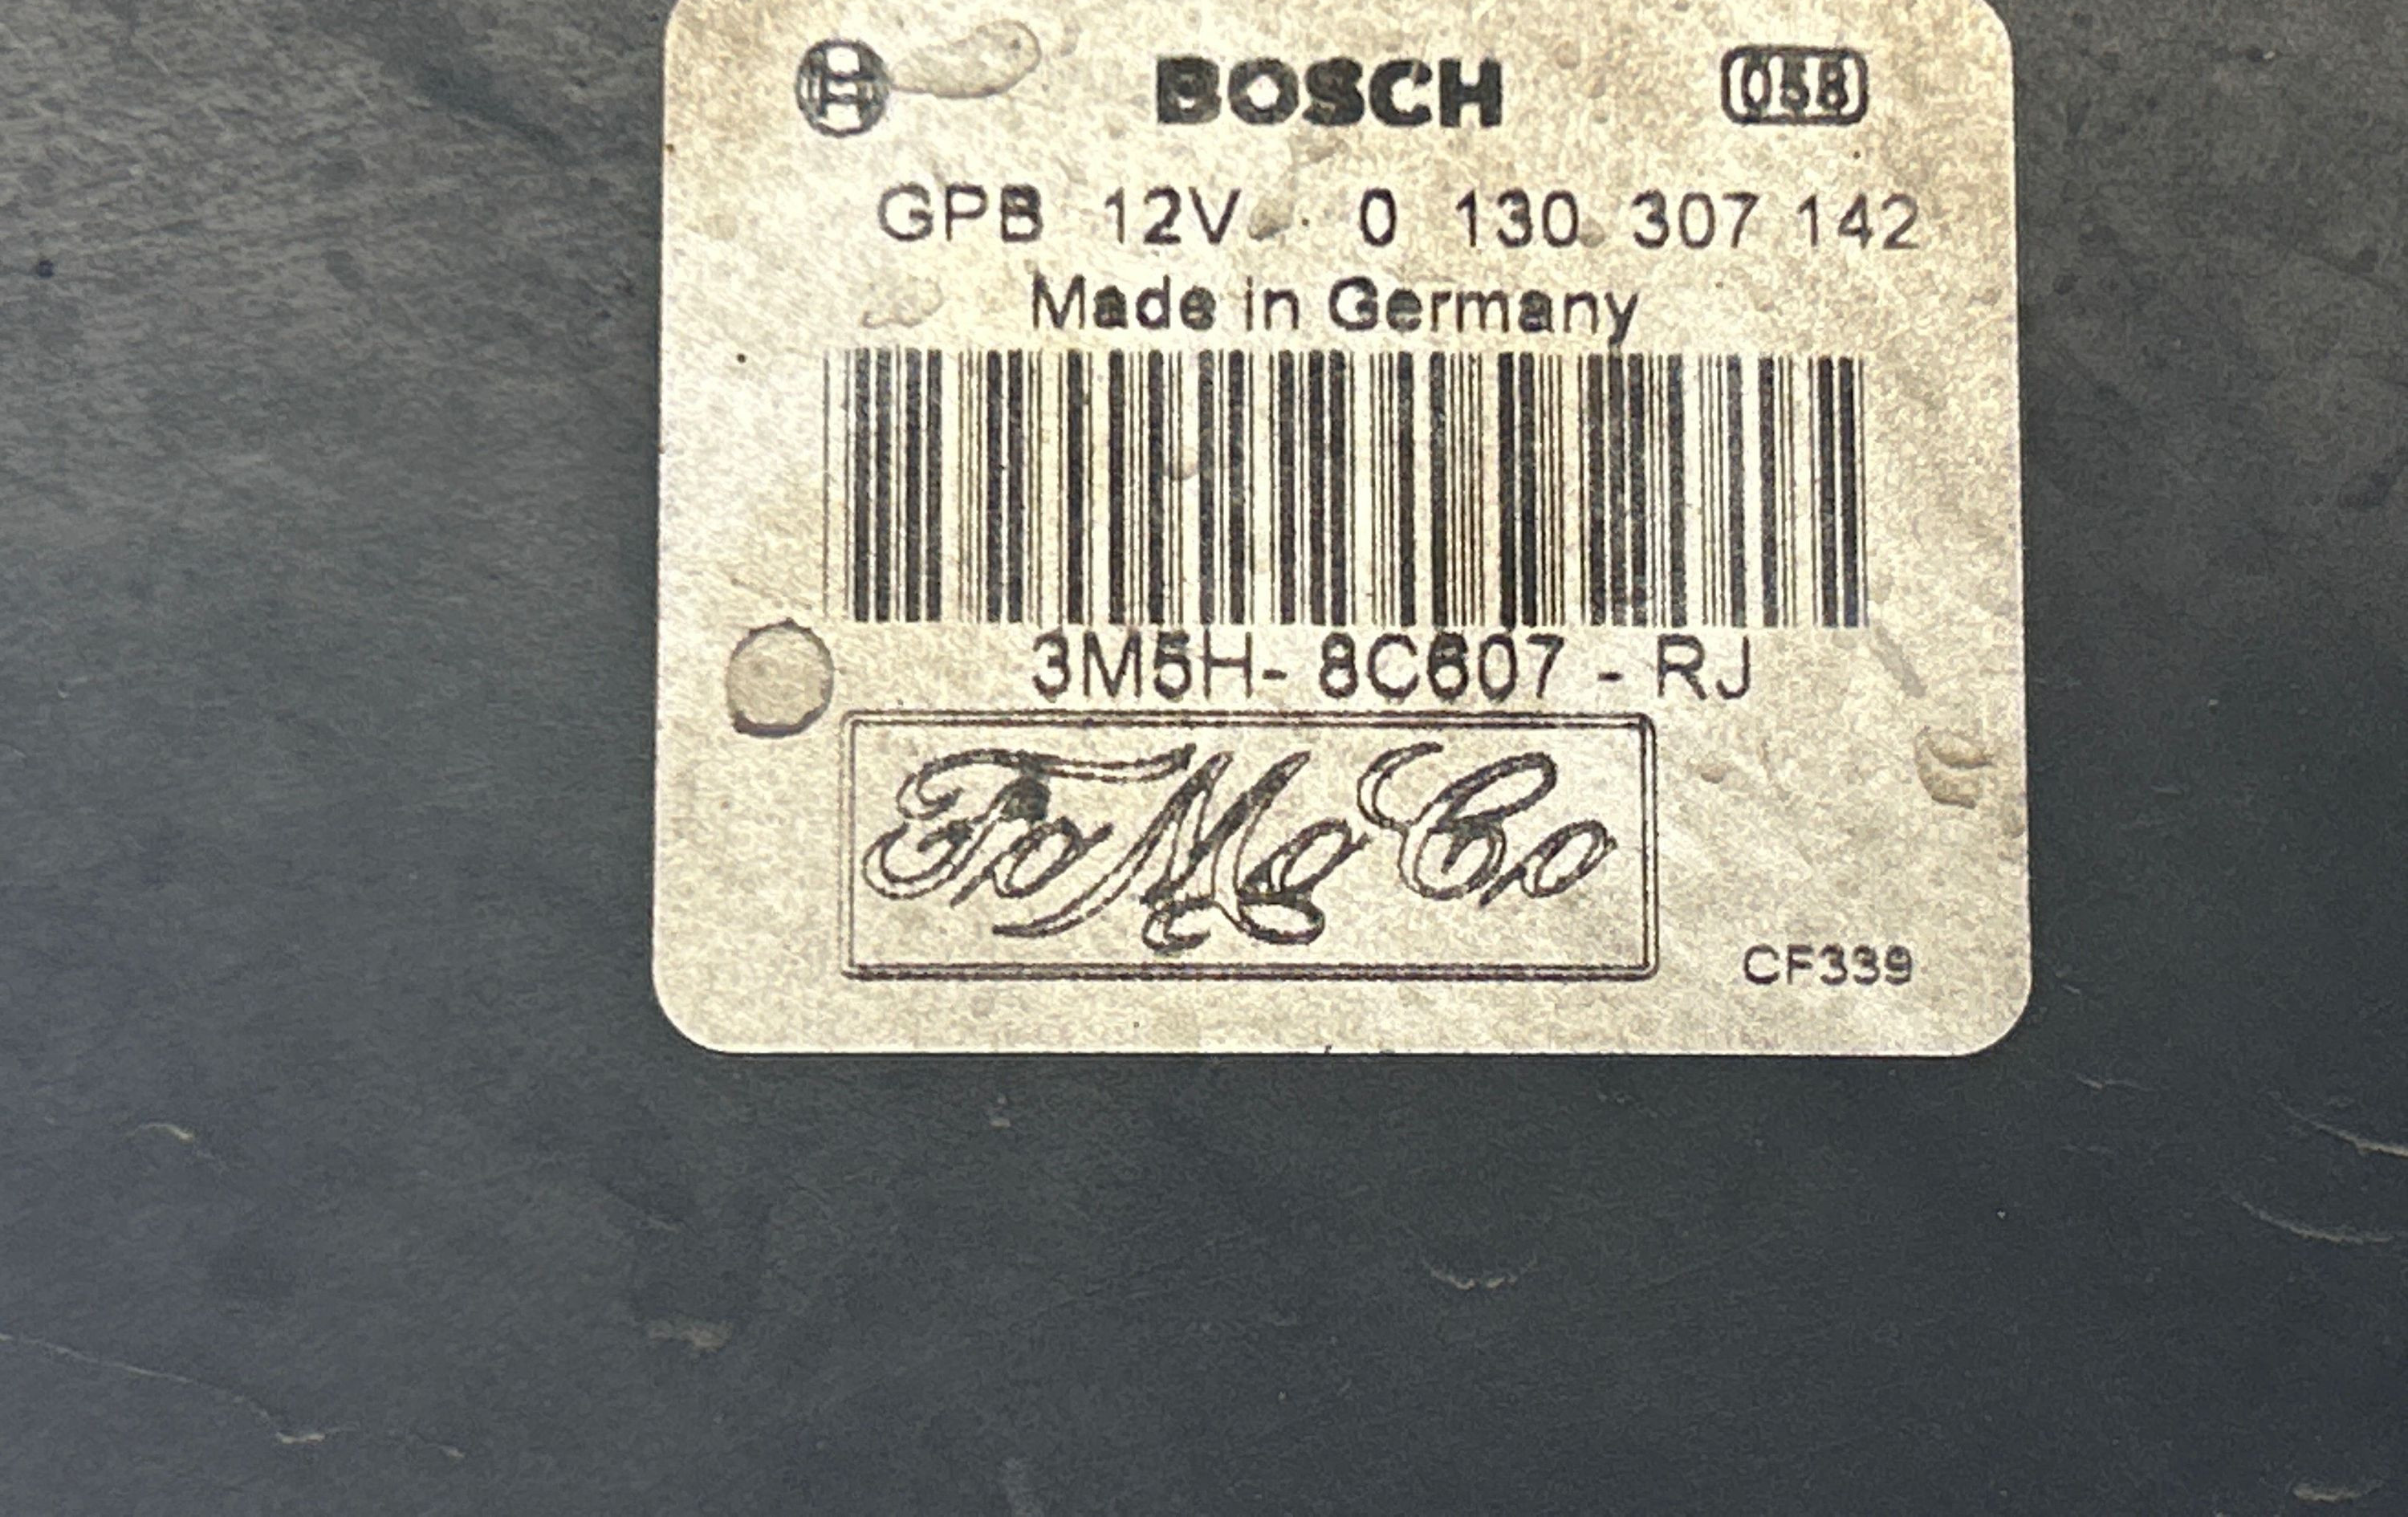 BOSCH 058
GPB 12V 0 130 307 142
Made in Germany
3M5H- 8C607 - RJ
FoMoCo
CF339